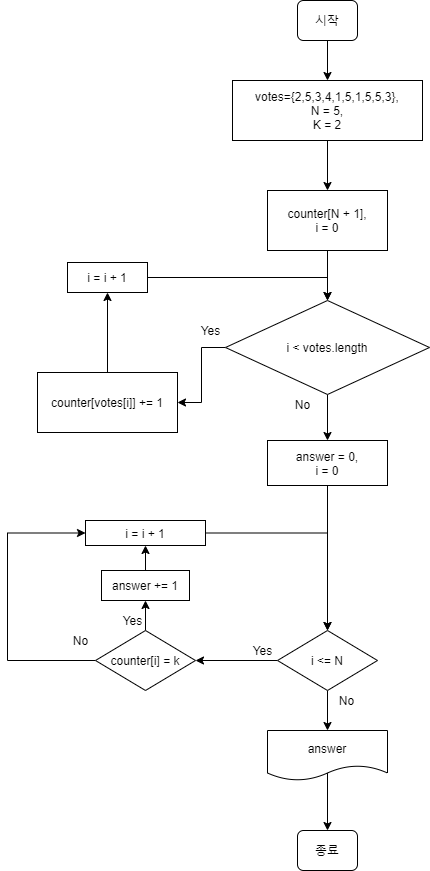 시작
votes={2,5,3,4,1,5,1,5,5,3},
N = 5,
K = 2
counter[N + 1],
i = 0
i = i + 1
Yes
i < votes.length
counter[votes[i]] += 1
No
answer = 0,
i = 0
i = i + 1
answer += 1
Yes
No
counter[i] = k
Yes
i <= N
No
answer
종료